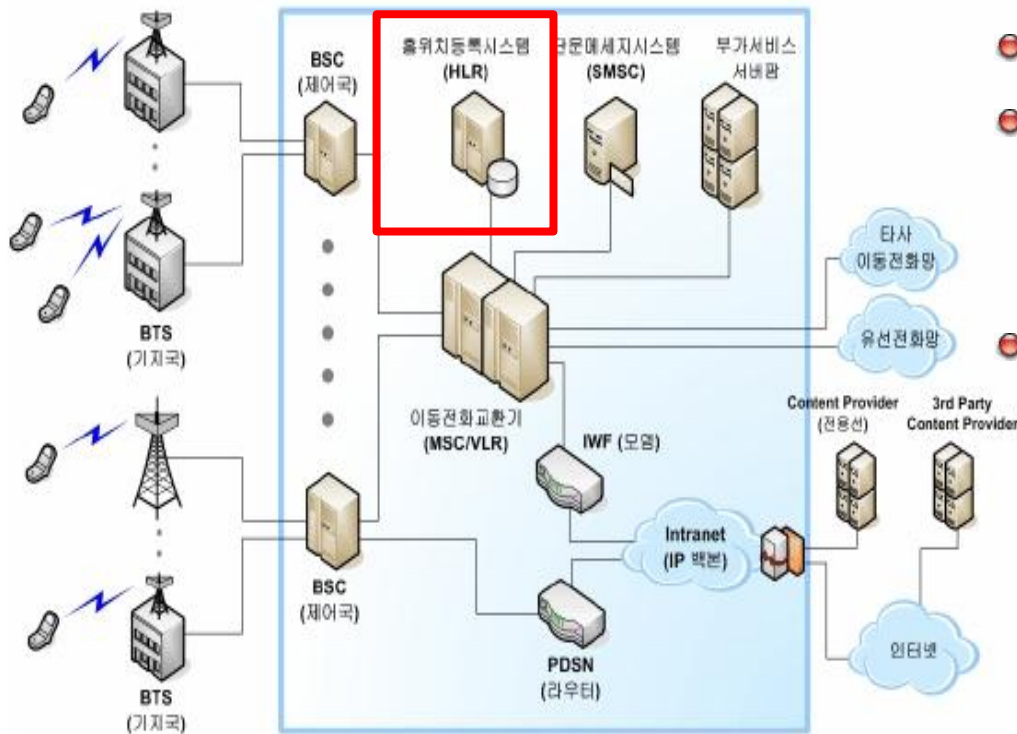 BSC
(제어국)
홈위치등록시스템
(HLR)
단문메세지시스템
(SMSC)
부가서비스
서버팜
타사
이동전화망
유선전화망
BTS
(기지국)
이동전화교환기
(MSC/VLR)
IWF (모뎀)
Content Provider
(전용선)
3rd Party
Content Provider
Intranet
(IP 백본)
BSC
(제어국)
PDSN
(라우터)
인터넷
BTS
(기지국)